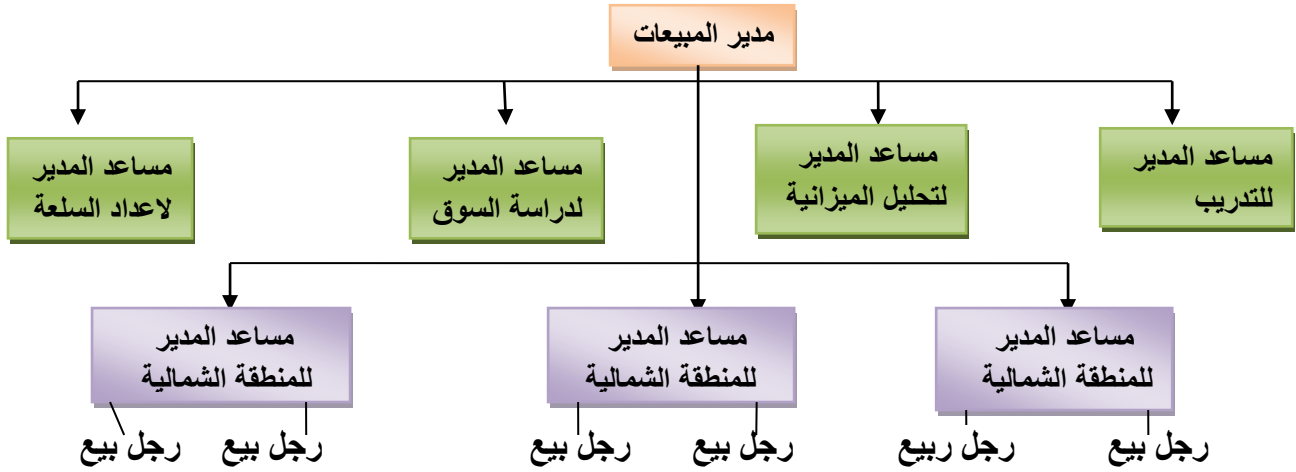 مدير المبيعات
مساعد المدير
للتدريب
مساعد المدير
لتحليل الميزانية
مساعد المدير
لدراسة السوق
مساعد المدير
لاعداد السلعة
مساعد المدير
للمنطقة الشمالية
مساعد المدير
للمنطقة الشمالية
مساعد المدير
للمنطقة الشمالية
رجل بيع
رجل ربيع
رجل بيع
رجل بيع
رجل بيع
رجل بيع